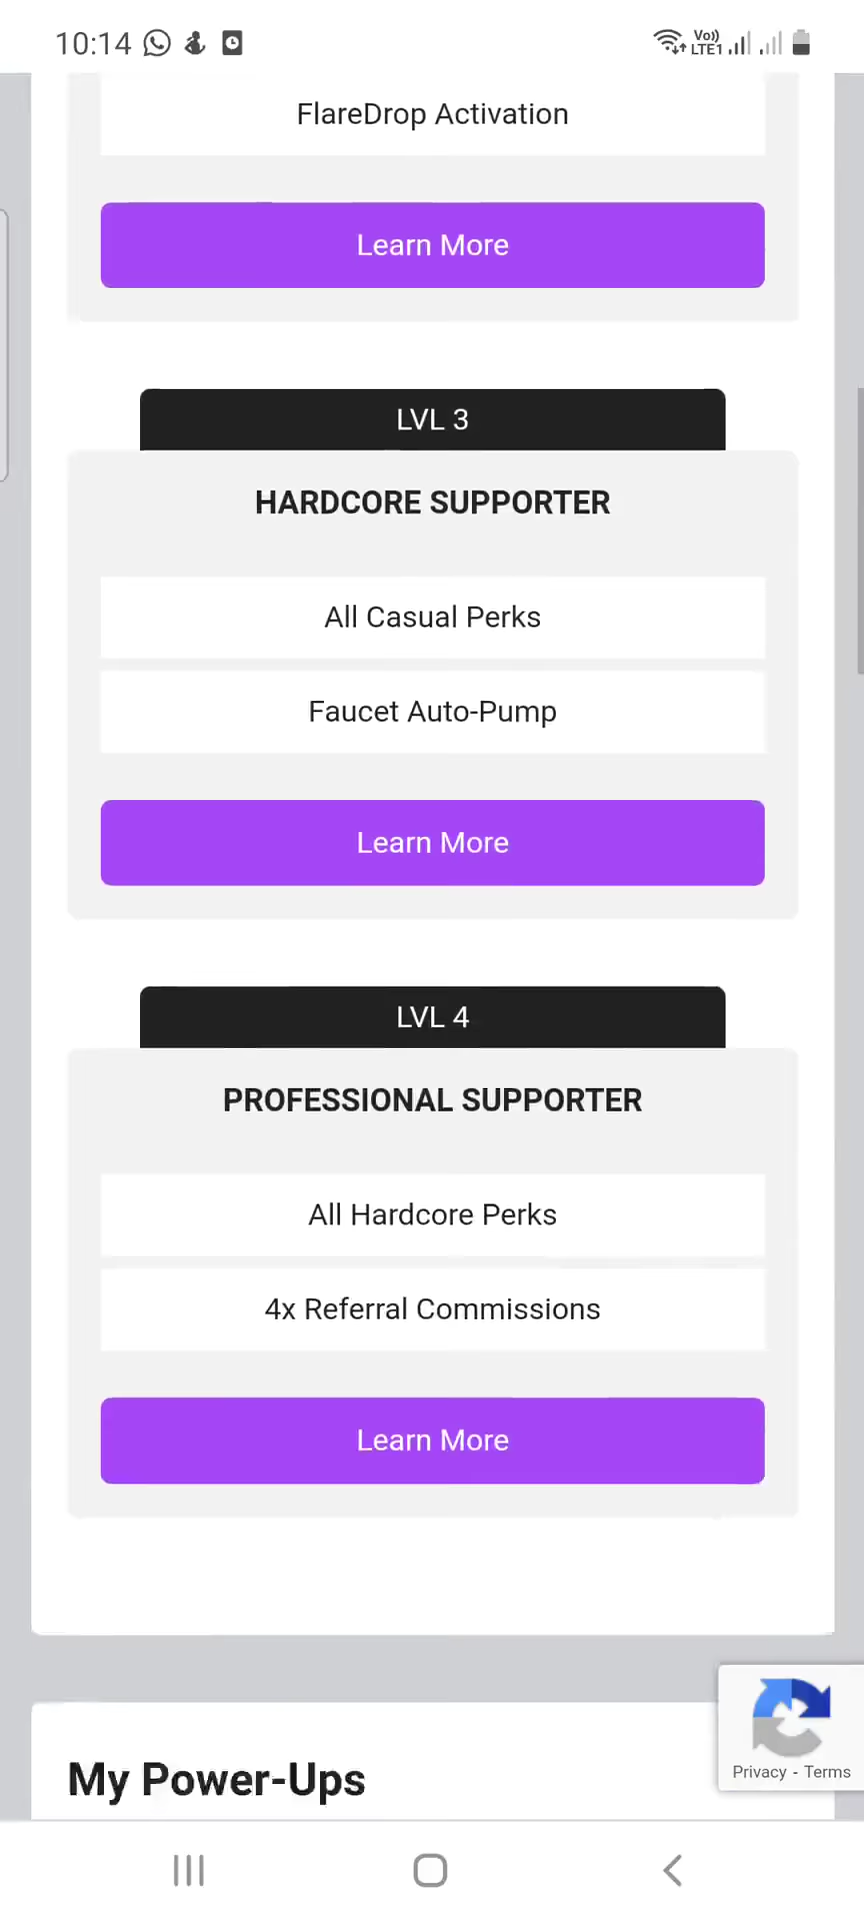 10:14
Vo))
LTE1
FlareDrop Activation
Learn More
LVL 3
HARDCORE SUPPORTER
All Casual Perks
Faucet Auto-Pump
Learn More
LVL 4
PROFESSIONAL SUPPORTER
All Hardcore Perks
4x Referral Commissions
Learn More
My Power-Ups
Privacy - Terms